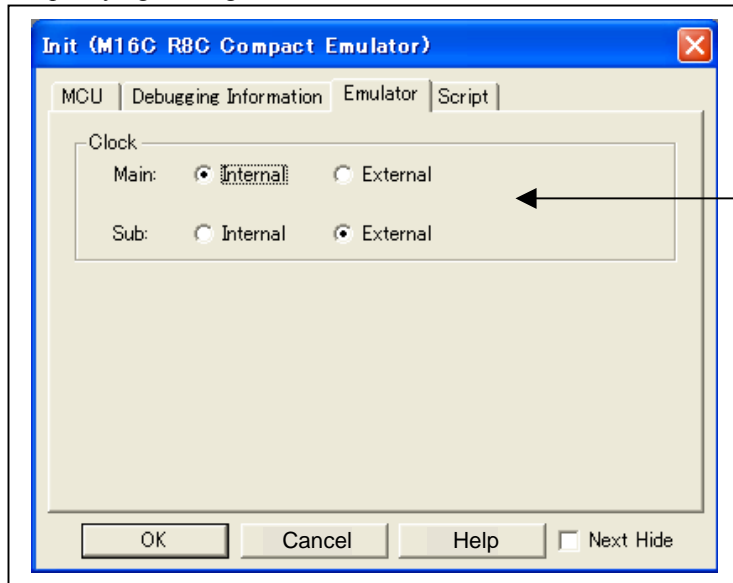 Init (M16C R8C Compact Emulator)
MCU Debugging Information Emulator Script
Clock
Main: Internal External
Sub: Internal External
OK Cancel Help Next Hide